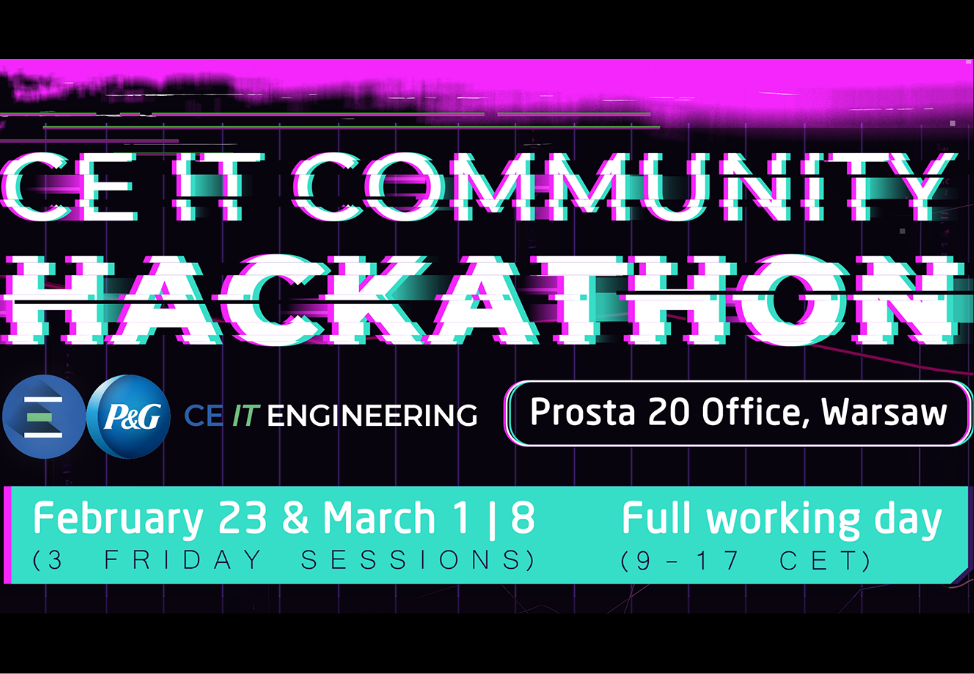 CE IT COMMUNITY
HACKATHON
P&G CE IT ENGINEERING
Prosta 20 Office, Warsaw
February 23 & March 1 | 8
(3 FRIDAY SESSIONS)
Full working day
(9-17 CET)